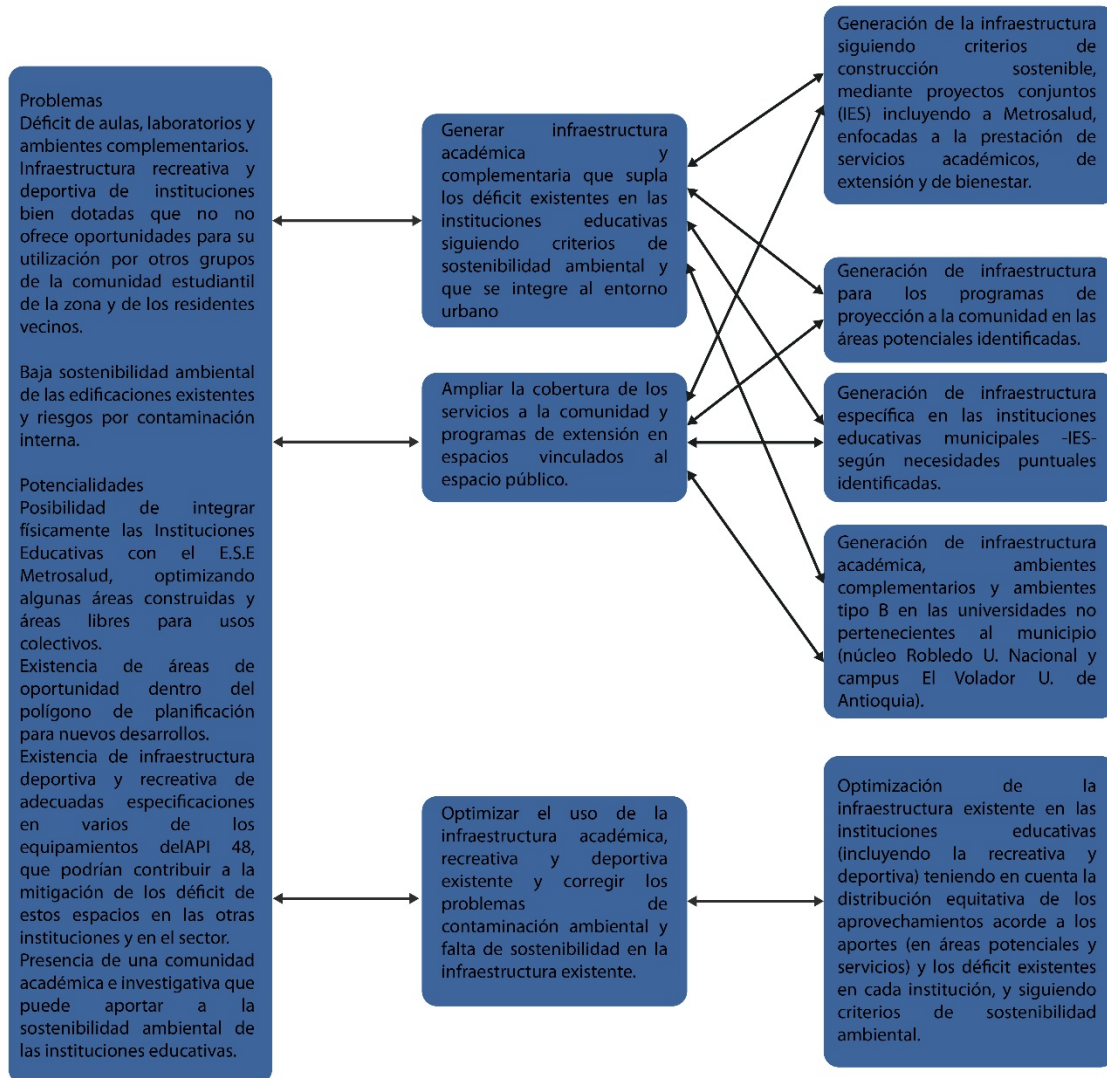 Problemas
Déficit de aulas, laboratorios y
ambientes complementarios.
Infraestructura recreativa y
deportiva de instituciones
bien dotadas que no no
ofrece oportunidades para su
utilización por otros grupos
de la comunidad estudiantil
de la zona y de los residentes
vecinos.
Baja sostenibilidad ambiental
de las edificaciones existentes
y riesgos por contaminación
interna.
Potencialidades
Posibilidad de integrar
físicamente las Instituciones
Educativas con el E.S.E
Metrosalud, optimizando
algunas áreas construidas y
áreas libres para usos
colectivos.
Existencia de áreas de
oportunidad dentro del
polígono de planificación
para nuevos desarrollos.
Existencia de infraestructura
deportiva y recreativa de
adecuadas especificaciones
en varios de los
equipamientos delAPI 48,
que podrían contribuir a la
mitigación de los déficit de
estos espacios en las otras
instituciones y en el sector.
Presencia de una comunidad
académica e investigativa que
puede aportar a la
sostenibilidad ambiental de
las instituciones educativas.
Generar infraestructura
académica y
complementaria que supla
los déficit existentes en las
instituciones educativas
siguiendo criterios de
sostenibilidad ambiental y
que se integre al entorno
urbano
Ampliar la cobertura de los
servicios a la comunidad y
programas de extensión en
espacios vinculados al
espacio público.
Optimizar el uso de la
infraestructura académica,
recreativa y deportiva
existente y corregir los
problemas de
contaminación ambiental y
falta de sostenibilidad en la
infraestructura existente.
Generación de la infraestructura
siguiendo criterios de
construcción sostenible,
mediante proyectos conjuntos
(IES) incluyendo a Metrosalud,
enfocadas a la prestación de
servicios académicos, de
extensión y de bienestar.
Generación de infraestructura
para los programas de
proyección a la comunidad en las
áreas potenciales identificadas.
Generación de infraestructura
específica en las instituciones
educativas municipales -IES-
según necesidades puntuales
identificadas.
Generación de infraestructura
académica, ambientes
complementarios y ambientes
tipo B en las universidades no
pertenecientes al municipio
(núcleo Robledo U. Nacional y
campus El Volador U. de
Antioquia).
Optimización de la
infraestructura existente en las
instituciones educativas
(incluyendo la recreativa y
deportiva) teniendo en cuenta la
distribución equitativa de los
aprovechamientos acorde a los
aportes (en áreas potenciales y
servicios) y los déficit existentes
en cada institución, y siguiendo
criterios de sostenibilidad
ambiental.